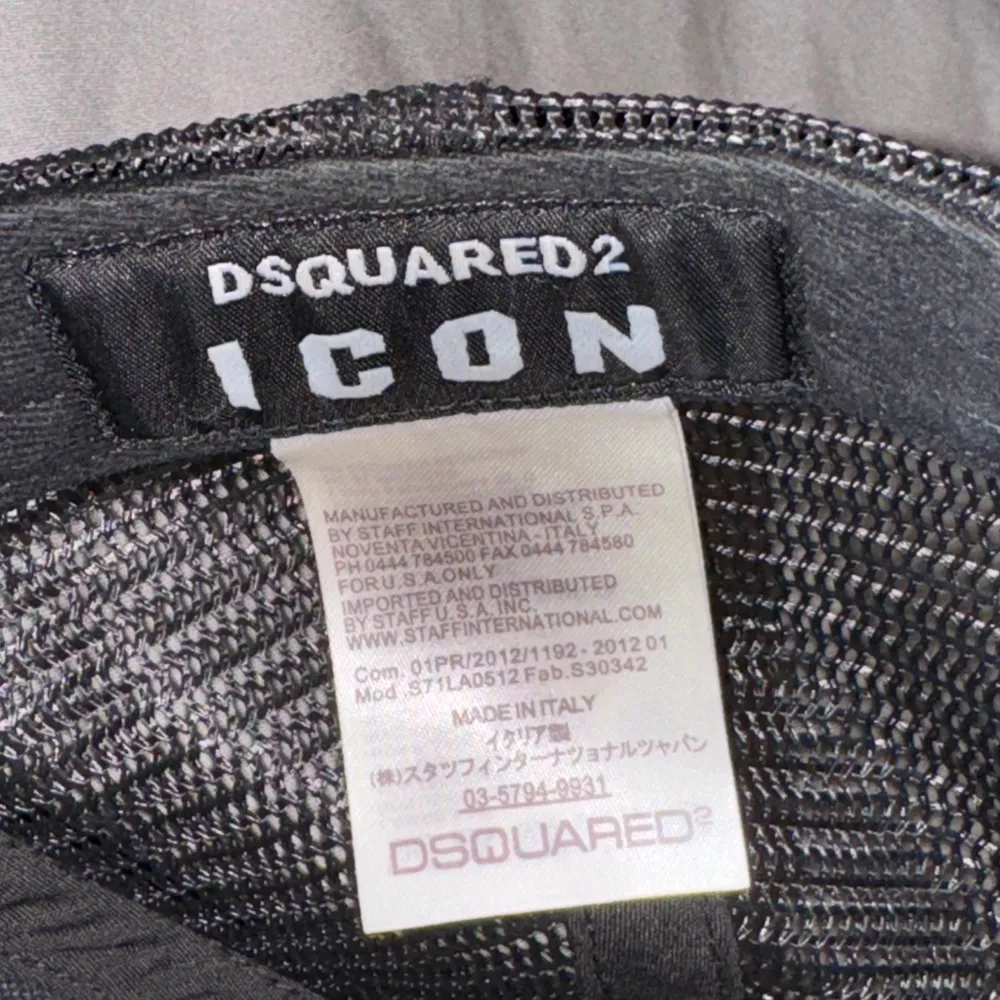 DSQUARED2
ICON
MANUFACTURED AND DISTRIBUTED
BY STAFF INTERNATIONAL S.P.A.
NOVENTA VICENTINA - ITALY
PH 0444 784500 FAX 0444 784580
FOR U.S.A. ONLY
IMPORTED AND DISTRIBUTED
BY STAFF U.S.A. INC.
WWW.STAFFINTERNATIONAL.COM
Com. 01PR/2012/1192 - 2012 01
Mod .S71LA0512 Fab.S30342
MADE IN ITALY
イタリア製
(株)スタッフインターナツョナルツャパン
03-5794-9931
DSQUARED²